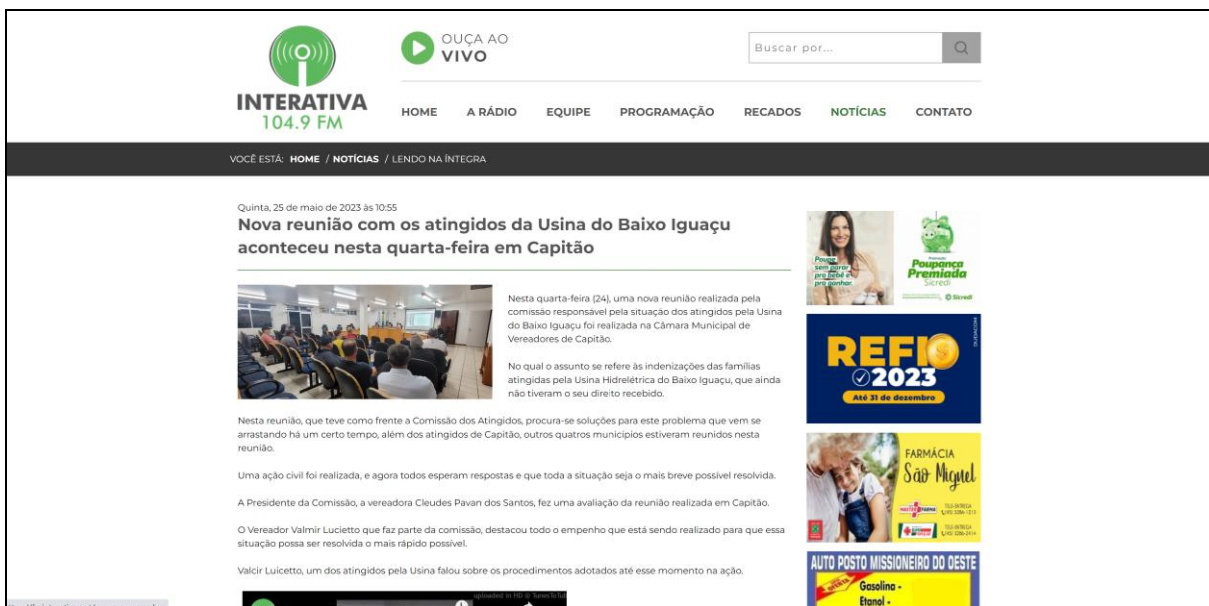 OUÇA AO
VIVO
Buscar por...
INTERATIVA
104.9 FM
HOME A RÁDIO EQUIPE PROGRAMAÇÃO RECADOS NOTÍCIAS CONTATO
VOCÊ ESTÁ: HOME / NOTÍCIAS / LENDO NA ÍNTEGRA
Quinta, 25 de maio de 2023 às 10:55
Nova reunião com os atingidos da Usina do Baixo Iguaçu
aconteceu nesta quarta-feira em Capitão
Nesta quarta-feira (24), uma nova reunião realizada pela
comissão responsável pela situação dos atingidos pela Usina
do Baixo Iguaçu foi realizada na Câmara Municipal de
Vereadores de Capitão.
No qual o assunto se refere às indenizações das famílias
atingidas pela Usina Hidrelétrica do Baixo Iguaçu, que ainda
não tiveram o seu direito recebido.
Nesta reunião, que teve como frente a Comissão dos Atingidos, procura-se soluções para este problema que vem se
arrastando há um certo tempo, além dos atingidos de Capitão, outros quatros municípios estiveram reunidos nesta
reunião.
Uma ação civil foi realizada, e agora todos esperam respostas e que toda a situação seja o mais breve possível resolvida.
A Presidente da Comissão, a vereadora Cleudes Pavan dos Santos, fez uma avaliação da reunião realizada em Capitão.
O Vereador Valmir Lucietto que faz parte da comissão, destacou todo o empenho que está sendo realizado para que essa
situação possa ser resolvida o mais rápido possível.
Valcir Luicetto, um dos atingidos pela Usina falou sobre os procedimentos adotados até esse momento na ação.
Poupe
sem parar
pro bebê e
pra ganhar.
Promoção
Poupança
Premiada
Sicredi
Sicredi
REFIS
2023
Até 31 de dezembro
FARMÁCIA
São Miguel
TELE-ENTREGA
TELE-ENTREGA
AUTO POSTO MISSIONEIRO DO OESTE
Gasolina -
Etanol -